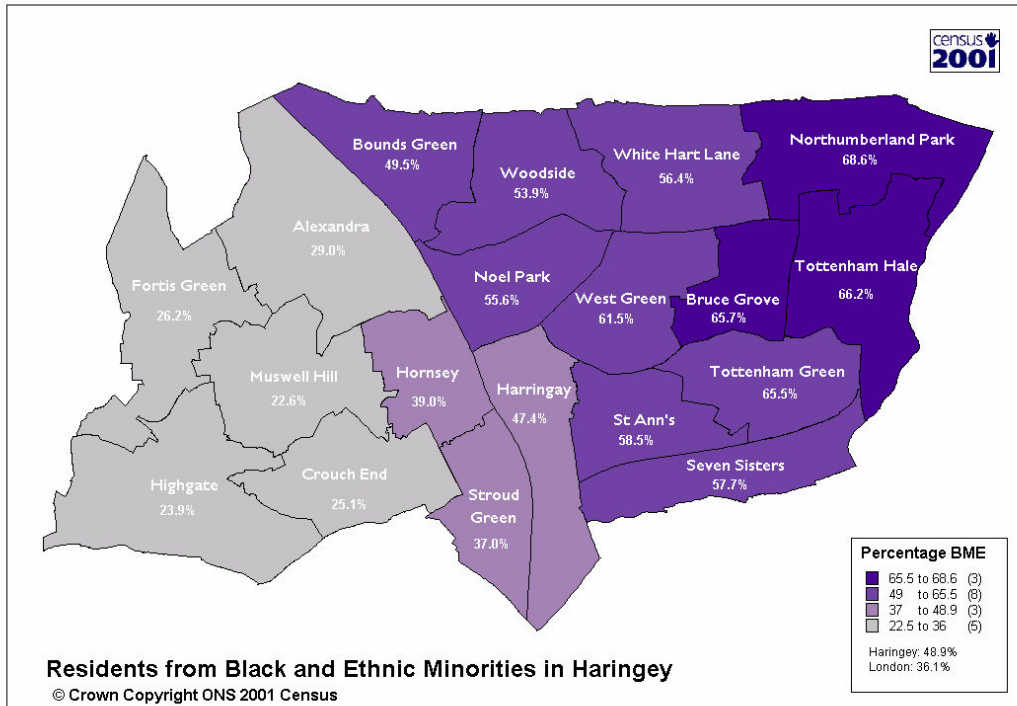 census
2001
Northumberland Park
68.6%
Bounds Green
49.5%
White Hart Lane
56.4%
Woodside
53.9%
Alexandra
29.0%
Tottenham Hale
66.2%
Fortis Green
26.2%
Noel Park
55.6%
West Green
61.5%
Bruce Grove
65.7%
Muswell Hill
22.6%
Hornsey
39.0%
Harringay
47.4%
Tottenham Green
65.5%
St Ann's
58.5%
Seven Sisters
57.7%
Highgate
23.9%
Crouch End
25.1%
Stroud
Green
37.0%
Percentage BME
65.5 to 68.6 (3)
49 to 65.5 (8)
37 to 48.9 (3)
22.5 to 36 (5)
Haringey: 48.9%
London: 36.1%
Residents from Black and Ethnic Minorities in Haringey
© Crown Copyright ONS 2001 Census